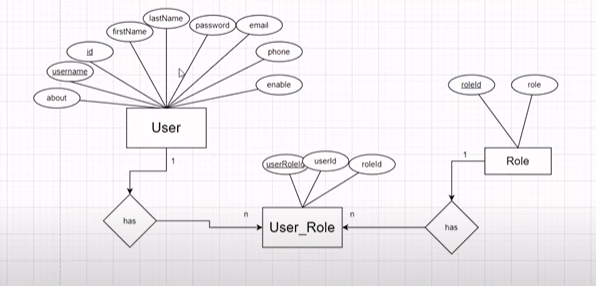 lastName
firstName
password
email
id
phone
username
enable
about
User
1
has
n
userRoleId
userId
roleId
User_Role
n
roleId
role
1
Role
has